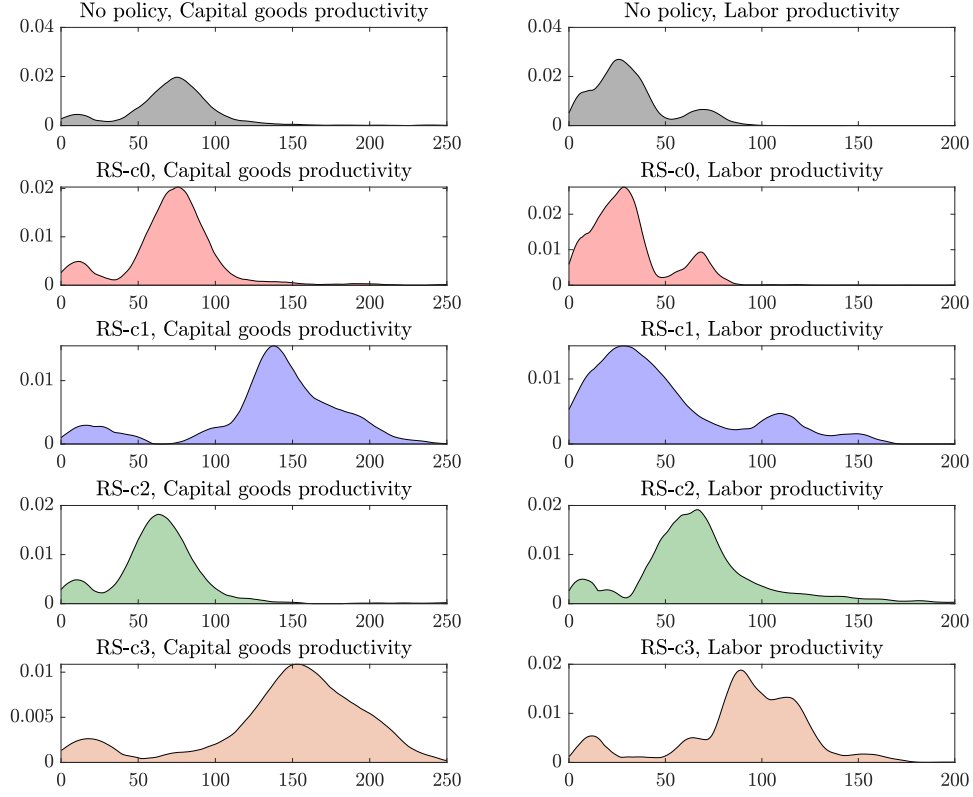 No policy, Capital goods productivity
0.04
0.02
0
0 50 100 150 200 250
No policy, Labor productivity
0.04
0.02
0
0 50 100 150 200
RS-c0, Capital goods productivity
0.02
0.01
0
0 50 100 150 200 250
RS-c0, Labor productivity
0.02
0.01
0
0 50 100 150 200
RS-c1, Capital goods productivity
0.01
0
0 50 100 150 200 250
RS-c1, Labor productivity
0.01
0
0 50 100 150 200
RS-c2, Capital goods productivity
0.02
0.01
0
0 50 100 150 200 250
RS-c2, Labor productivity
0.02
0.01
0
0 50 100 150 200
RS-c3, Capital goods productivity
0.01
0.005
0
0 50 100 150 200 250
RS-c3, Labor productivity
0.02
0.01
0
0 50 100 150 200